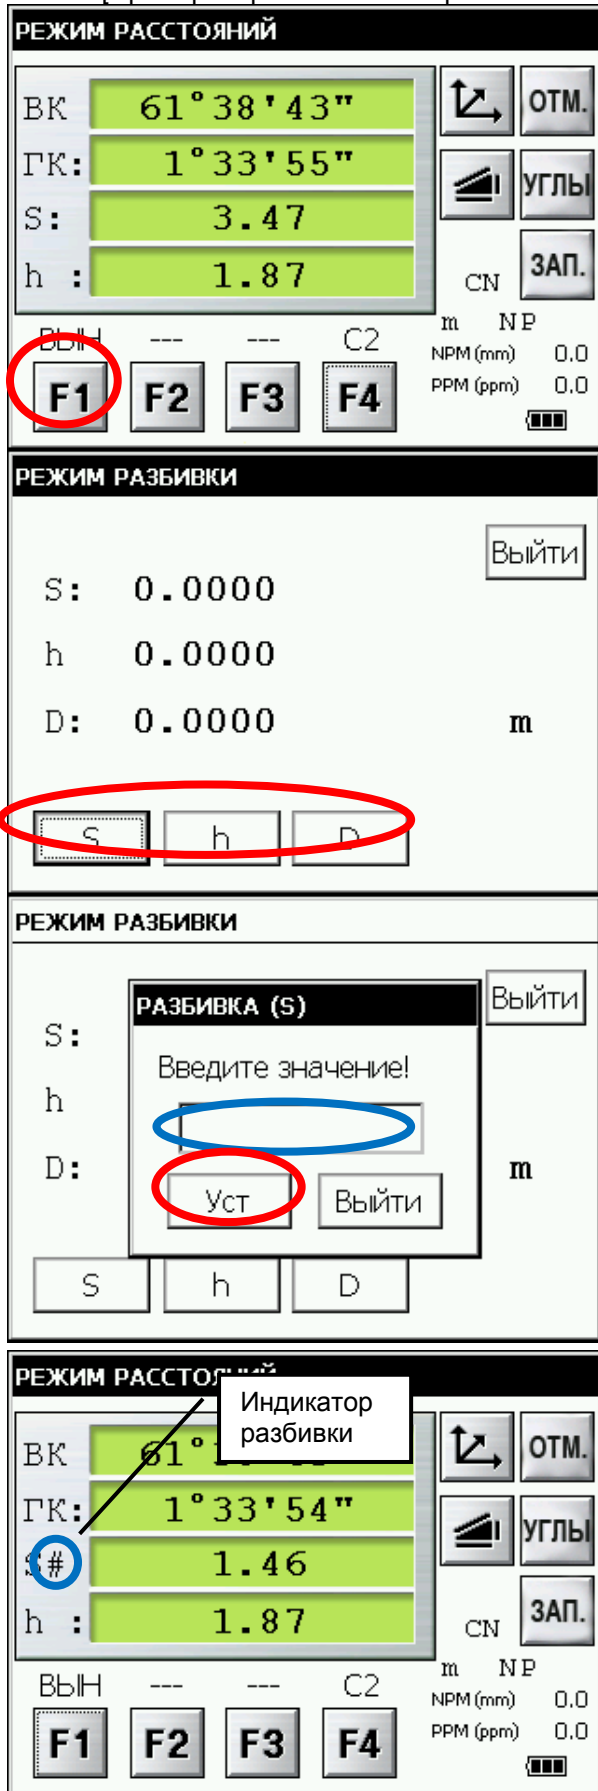 РЕЖИМ РАССТОЯНИЙ
ВК 61°38'43" ОТМ.
ГК: 1°33'55" УГЛЫ
S: 3.47
h : 1.87 CN ЗАП.
ВЫН --- --- C2 m NP
NPM (mm) 0.0
F1 F2 F3 F4 PPM (ppm) 0.0
РЕЖИМ РАЗБИВКИ
Выйти
S: 0.0000
h 0.0000
D: 0.0000 m
S h D
РЕЖИМ РАЗБИВКИ
Выйти
РАЗБИВКА (S)
S:
Введите значение!
h
D: m
Уст Выйти
S h D
РЕЖИМ РАССТОЯНИЙ
Индикатор
разбивки
ВК 61° ОТМ.
ГК: 1°33'54" УГЛЫ
S# 1.46
h : 1.87 CN ЗАП.
ВЫН --- --- C2 m NP
NPM (mm) 0.0
F1 F2 F3 F4 PPM (ppm) 0.0